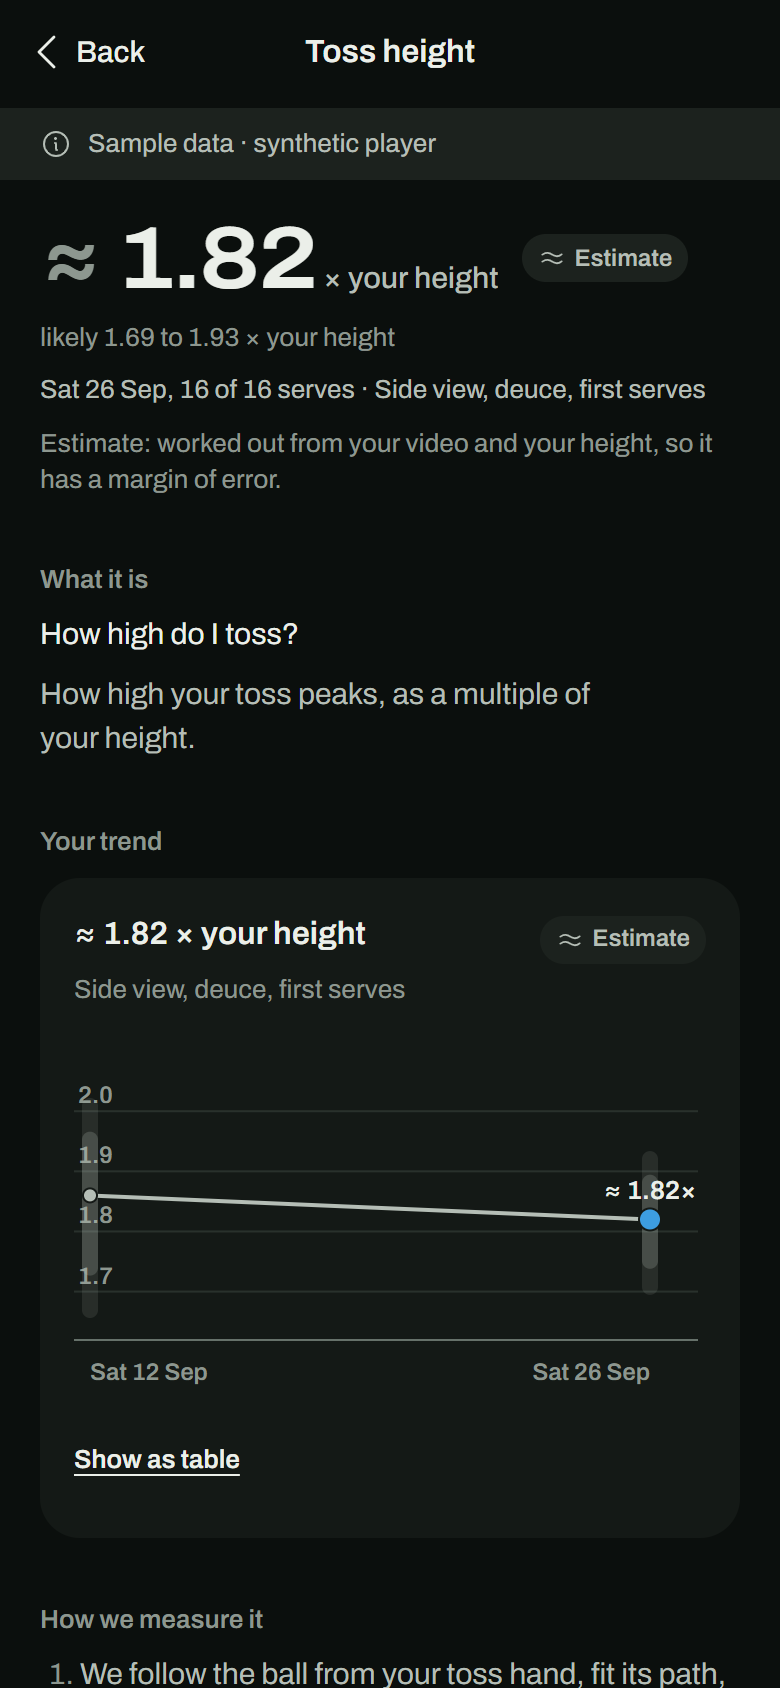 Back
Toss height
Sample data · synthetic player
≈ 1.82 × your height
≈ Estimate
likely 1.69 to 1.93 × your height
Sat 26 Sep, 16 of 16 serves · Side view, deuce, first serves
Estimate: worked out from your video and your height, so it
has a margin of error.
What it is
How high do I toss?
How high your toss peaks, as a multiple of
your height.
Your trend
≈ 1.82 × your height
≈ Estimate
Side view, deuce, first serves
2.0
1.9
≈ 1.82×
1.8
1.7
Sat 12 Sep
Sat 26 Sep
Show as table
How we measure it
1. We follow the ball from your toss hand, fit its path,